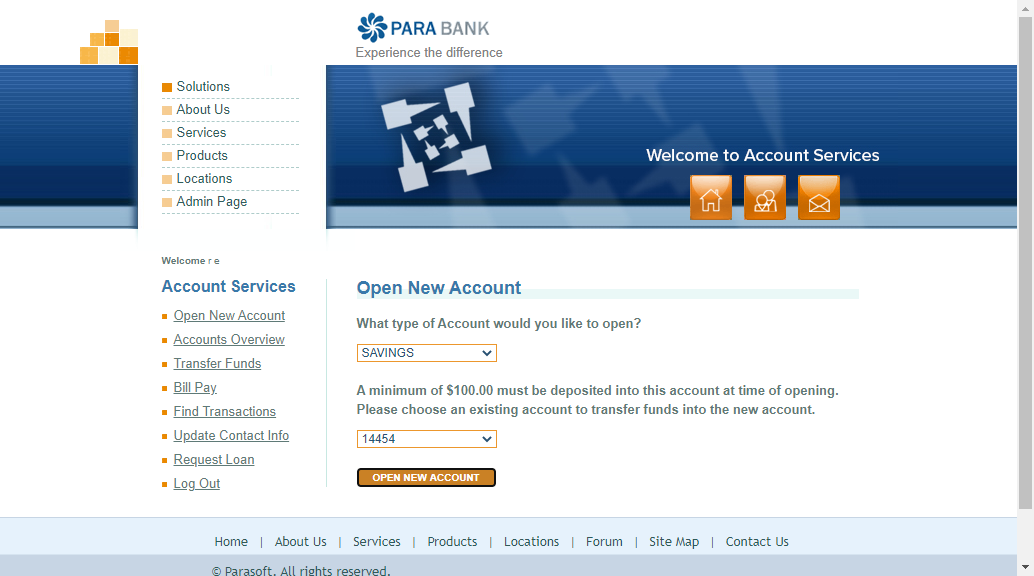 PARA BANK
Experience the difference
Solutions
About Us
Services
Products
Locations
Admin Page
Welcome to Account Services
Welcome r e
Account Services
Open New Account
Accounts Overview
Transfer Funds
Bill Pay
Find Transactions
Update Contact Info
Request Loan
Log Out
Open New Account
What type of Account would you like to open?
SAVINGS
A minimum of $100.00 must be deposited into this account at time of opening.
Please choose an existing account to transfer funds into the new account.
14454
OPEN NEW ACCOUNT
Home | About Us | Services | Products | Locations | Forum | Site Map | Contact Us
© Parasoft. All rights reserved.